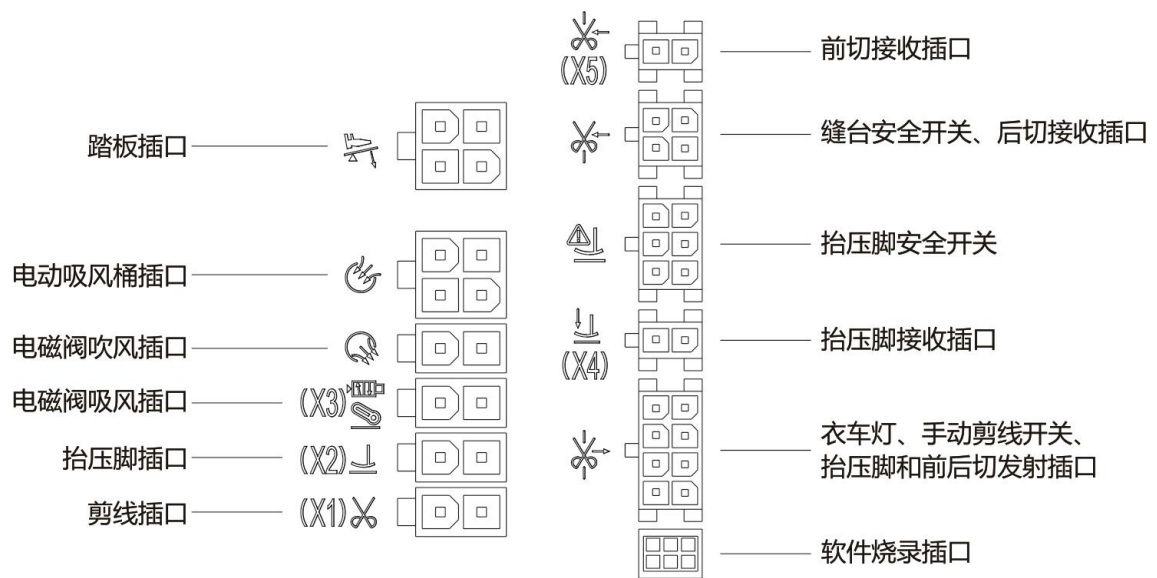 踏板插口
电动吸风桶插口
电磁阀吹风插口
电磁阀吸风插口
(X3)
抬压脚插口
(X2)
剪线插口
(X1)
(X5)
前切接收插口
缝台安全开关、后切接收插口
抬压脚安全开关
(X4)
抬压脚接收插口
衣车灯、手动剪线开关、
抬压脚和前后切发射插口
软件烧录插口